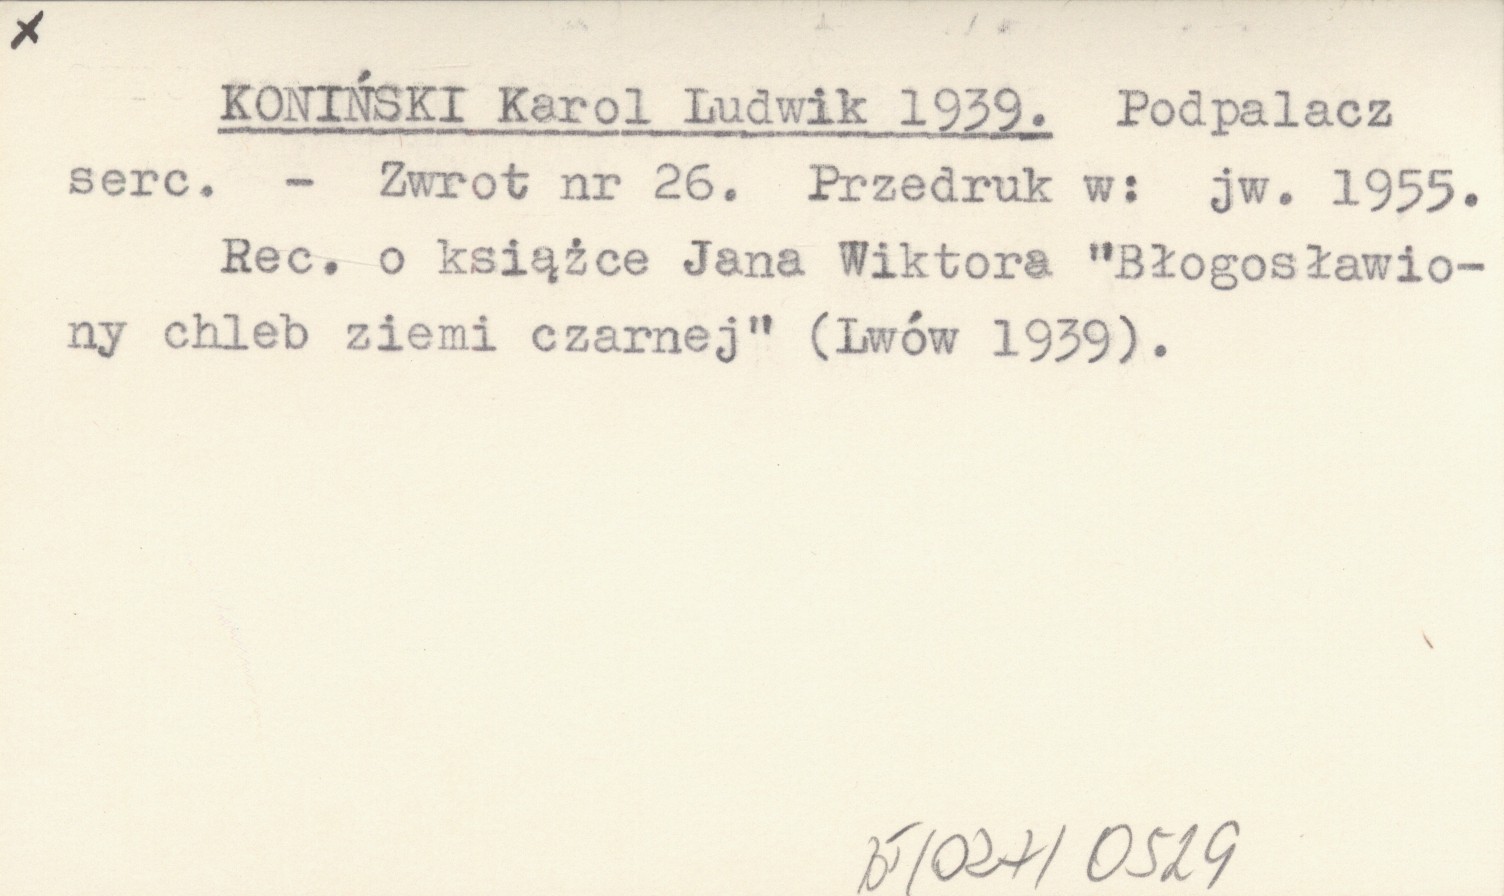 x
KONIŃSKI Karol Ludwik 1939. Podpalacz
serc. - Zwrot nr 26. Przedruk w: jw. 1955.
Rec. o książce Jana Wiktora "Błogosławio-
ny chleb ziemi czarnej" (Lwów 1939).
/027/ 0529